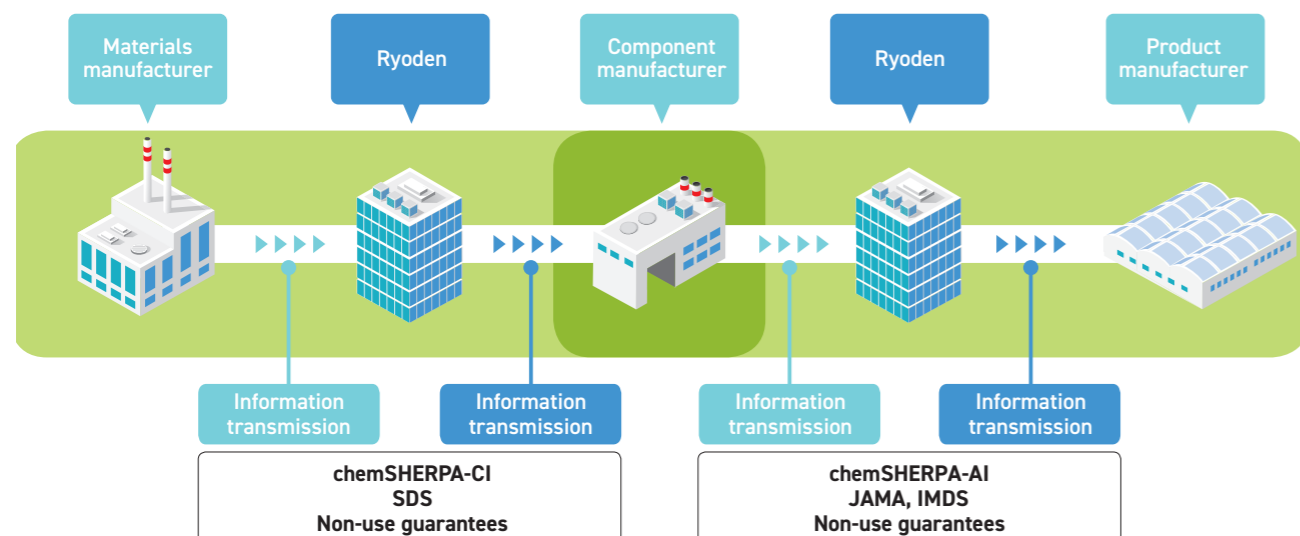 Materials
manufacturer
Ryoden
Component
manufacturer
Ryoden
Product
manufacturer
Information
transmission
Information
transmission
Information
transmission
Information
transmission
chemSHERPA-CI
SDS
Non-use guarantees
chemSHERPA-AI
JAMA, IMDS
Non-use guarantees